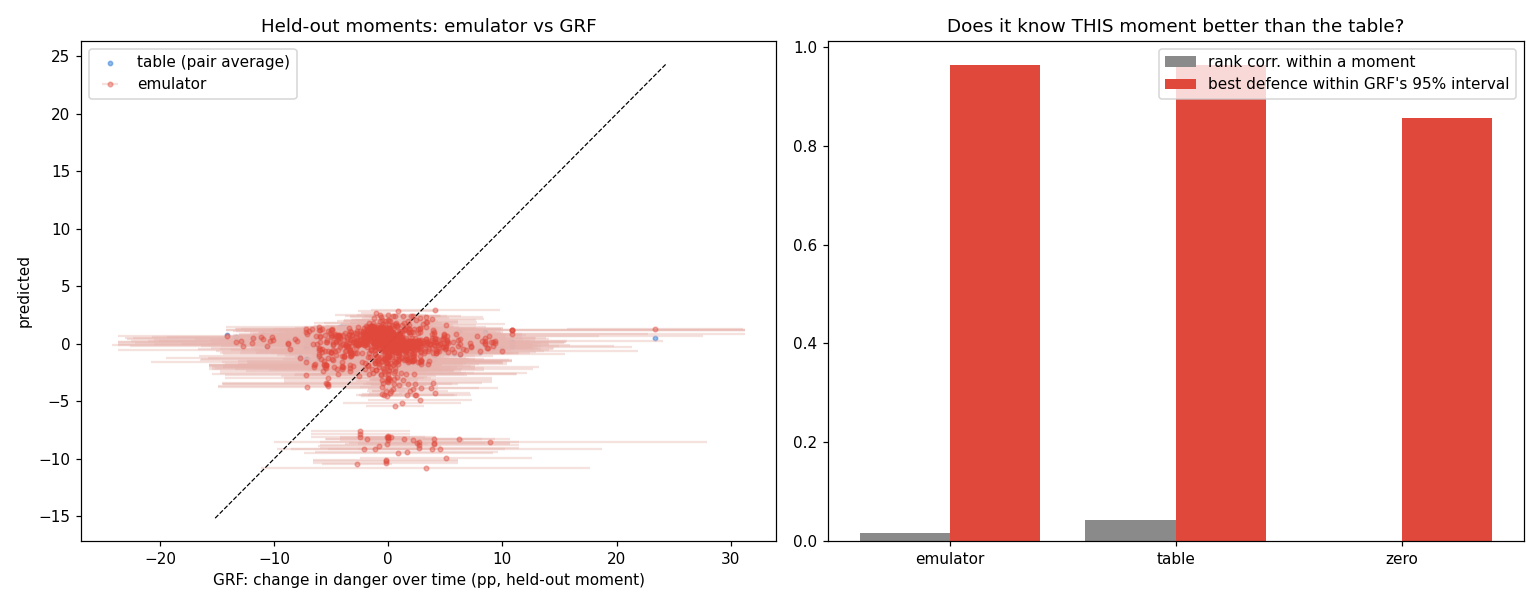 Held-out moments: emulator vs GRF
table (pair average)
emulator
25
20
15
10
5
0
−5
−10
−15
predicted
−20
−10
0
10
20
30
GRF: change in danger over time (pp, held-out moment)
Does it know THIS moment better than the table?
rank corr. within a moment
best defence within GRF's 95% interval
1.0
0.8
0.6
0.4
0.2
0.0
emulator
table
zero